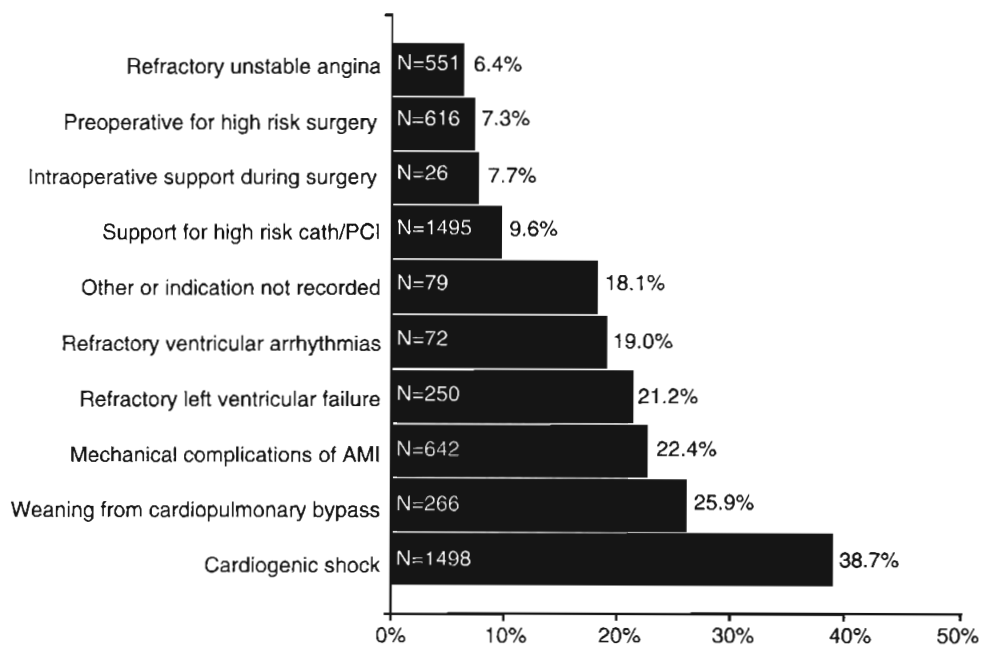 Refractory unstable angina N=551 6.4%
Preoperative for high risk surgery N=616 7.3%
Intraoperative support during surgery N=26 7.7%
Support for high risk cath/PCI N=1495 9.6%
Other or indication not recorded N=79 18.1%
Refractory ventricular arrhythmias N=72 19.0%
Refractory left ventricular failure N=250 21.2%
Mechanical complications of AMI N=642 22.4%
Weaning from cardiopulmonary bypass N=266 25.9%
Cardiogenic shock N=1498 38.7%
0% 10% 20% 30% 40% 50%